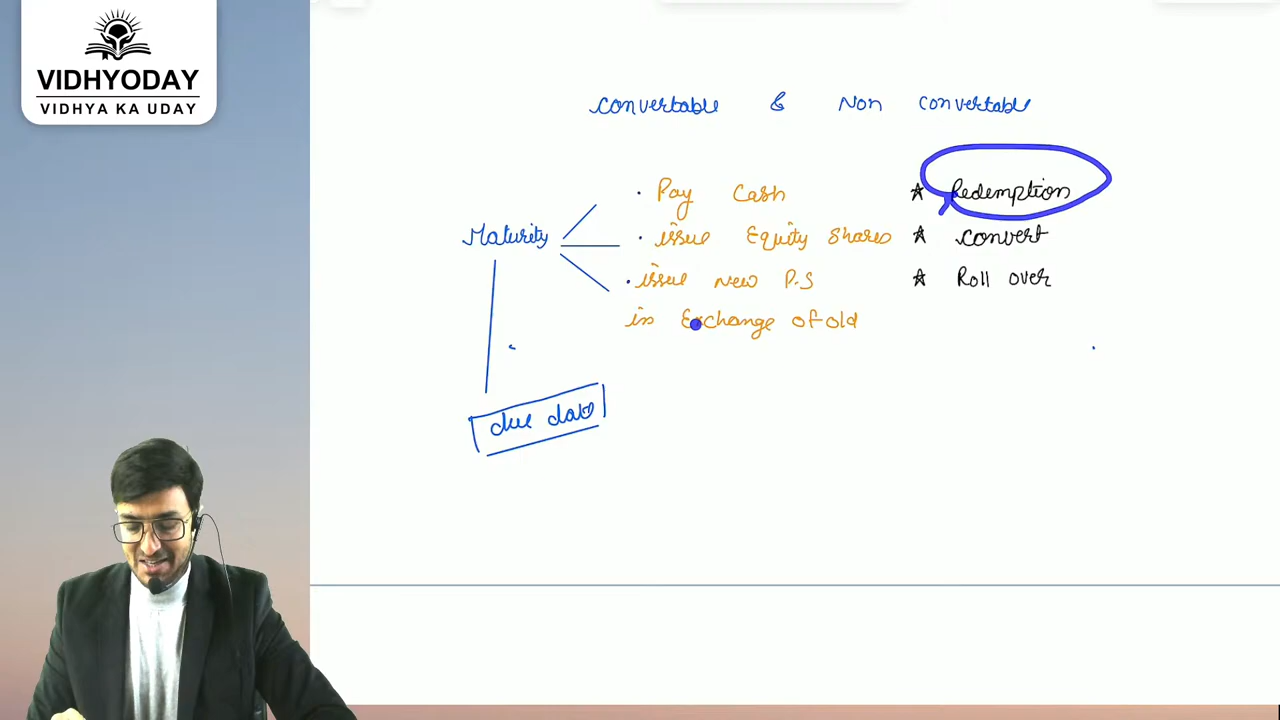 VIDHYODAY
VIDHYA KA UDAY
convertable & Non convertable
• Pay Cash ☆ Redemption
Maturity • issue Equity Shares ☆ convert
• issue New P.S ☆ Roll over
in Exchange of old
due date